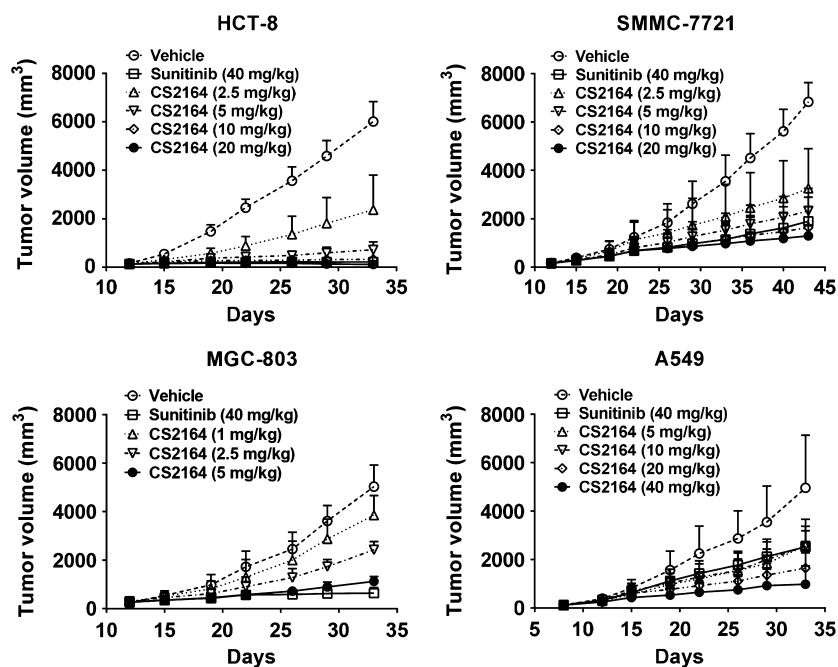 HCT-8
Vehicle
Sunitinib (40 mg/kg)
CS2164 (2.5 mg/kg)
CS2164 (5 mg/kg)
CS2164 (10 mg/kg)
CS2164 (20 mg/kg)
Tumor volume (mm³)
8000
6000
4000
2000
0
10 15 20 25 30 35
Days
SMMC-7721
Vehicle
Sunitinib (40 mg/kg)
CS2164 (2.5 mg/kg)
CS2164 (5 mg/kg)
CS2164 (10 mg/kg)
CS2164 (20 mg/kg)
Tumor volume (mm³)
8000
6000
4000
2000
0
10 15 20 25 30 35 40 45
Days
MGC-803
Vehicle
Sunitinib (40 mg/kg)
CS2164 (1 mg/kg)
CS2164 (2.5 mg/kg)
CS2164 (5 mg/kg)
Tumor volume (mm³)
8000
6000
4000
2000
0
10 15 20 25 30 35
Days
A549
Vehicle
Sunitinib (40 mg/kg)
CS2164 (5 mg/kg)
CS2164 (10 mg/kg)
CS2164 (20 mg/kg)
CS2164 (40 mg/kg)
Tumor volume (mm³)
8000
6000
4000
2000
0
5 10 15 20 25 30 35
Days